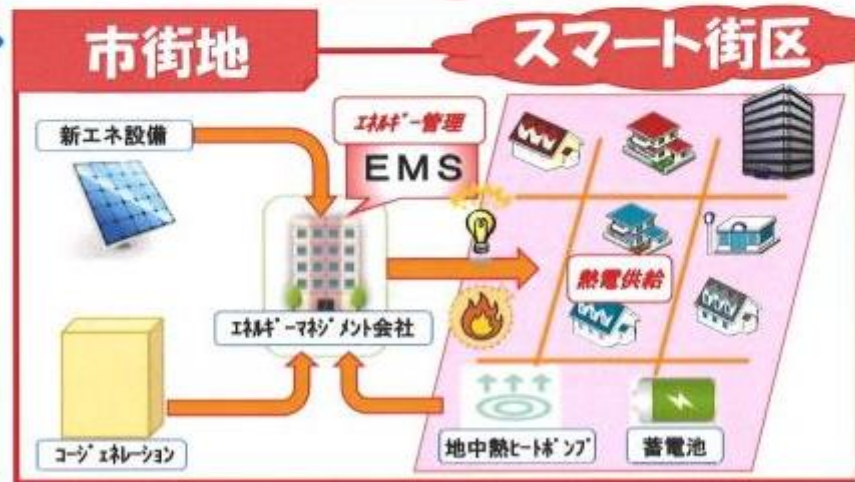 市街地
スマート街区
新エネ設備
ｴﾈﾙｷﾞｰ管理
EMS
熱電供給
ｴﾈﾙｷﾞｰﾏﾈｼﾞﾒﾝﾄ会社
ｺｰｼﾞｪﾈﾚｰｼｮﾝ
地中熱ﾋｰﾄﾎﾟﾝﾌﾟ
蓄電池